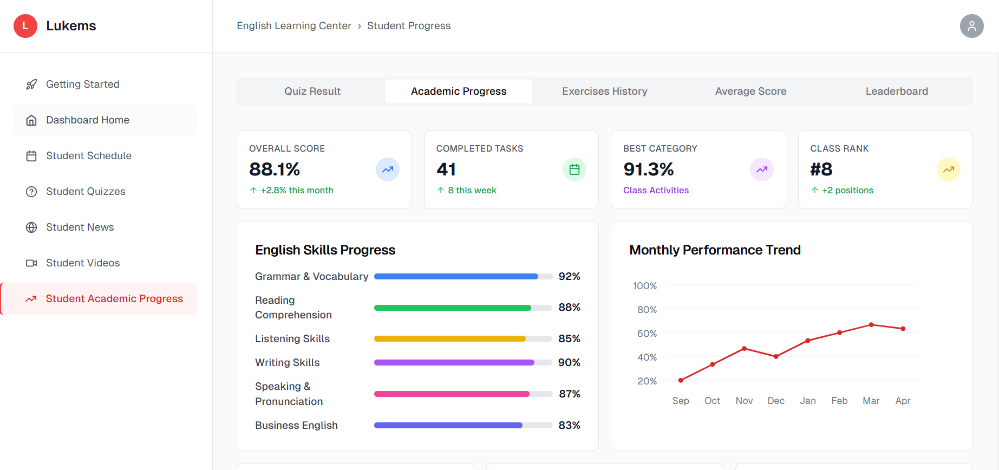 L
Lukems
English Learning Center › Student Progress
Getting Started
Dashboard Home
Student Schedule
Student Quizzes
Student News
Student Videos
Student Academic Progress
Quiz Result
Academic Progress
Exercises History
Average Score
Leaderboard
OVERALL SCORE
88.1%
+2.8% this month
COMPLETED TASKS
41
8 this week
BEST CATEGORY
91.3%
Class Activities
CLASS RANK
#8
+2 positions
English Skills Progress
Grammar & Vocabulary 92%
Reading
Comprehension
88%
Listening Skills 85%
Writing Skills 90%
Speaking &
Pronunciation
87%
Business English 83%
Monthly Performance Trend
100%
80%
60%
40%
20%
Sep Oct Nov Dec Jan Feb Mar Apr